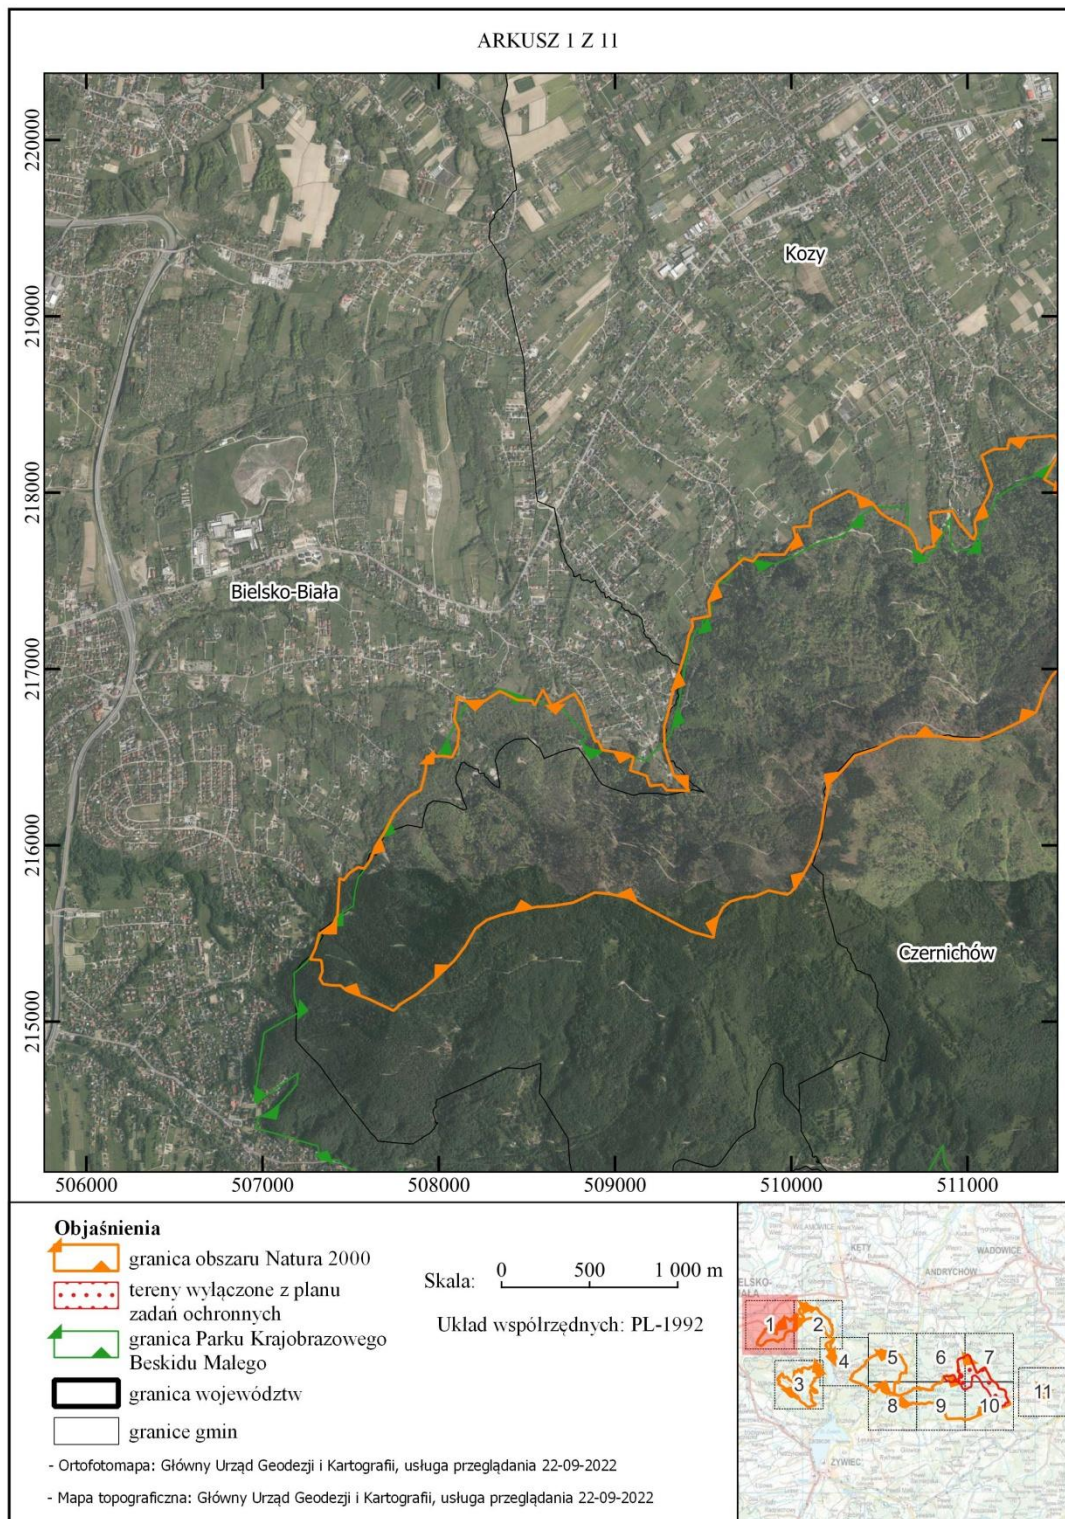 ARKUSZ 1 Z 11
220000
219000
218000
217000
216000
215000
Kozy
Bielsko-Biała
Czernichów
506000 507000 508000 509000 510000 511000
Objaśnienia
granica obszaru Natura 2000
tereny wyłączone z planu
zadań ochronnych
granica Parku Krajobrazowego
Beskidu Małego
granica województw
granice gmin
- Ortofotomapa: Główny Urząd Geodezji i Kartografii, usługa przeglądania 22-09-2022
- Mapa topograficzna: Główny Urząd Geodezji i Kartografii, usługa przeglądania 22-09-2022
Skala: 0 500 1 000 m
Układ współrzędnych: PL-1992
WILAMOWICE
KĘTY
WADOWICE
ANDRYCHÓW
1
2
3
4
5
6
7
8
9
10
11
ŻYWIEC